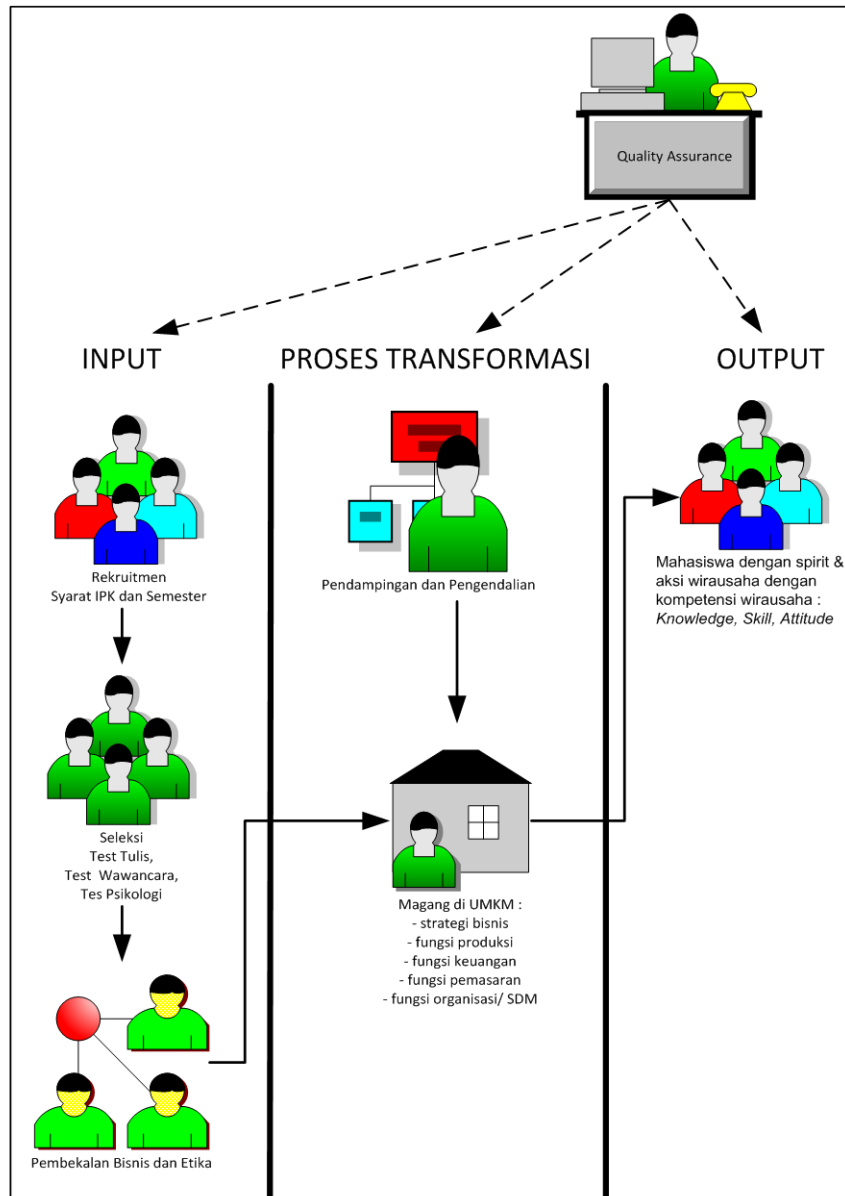 Quality Assurance
INPUT
PROSES TRANSFORMASI
OUTPUT
Rekruitmen
Syarat IPK dan Semester
Seleksi
Test Tulis,
Test Wawancara,
Tes Psikologi
Pembekalan Bisnis dan Etika
Pendampingan dan Pengendalian
Magang di UMKM :
- strategi bisnis
- fungsi produksi
- fungsi keuangan
- fungsi pemasaran
- fungsi organisasi/ SDM
Mahasiswa dengan spirit &
aksi wirausaha dengan
kompetensi wirausaha :
Knowledge, Skill, Attitude